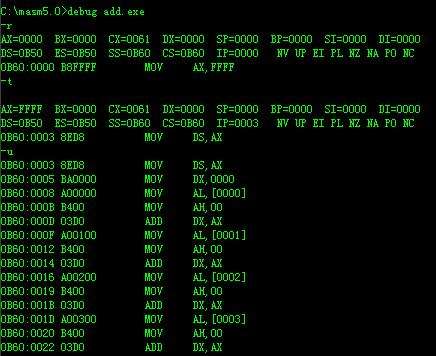 C:\masm5.0>debug add.exe
-r
AX=0000  BX=0000  CX=0061  DX=0000  SP=0000  BP=0000  SI=0000  DI=0000
DS=0B50  ES=0B50  SS=0B60  CS=0B60  IP=0000   NV UP EI PL NZ NA PO NC
0B60:0000 B8FFFF        MOV     AX,FFFF
-t
AX=FFFF  BX=0000  CX=0061  DX=0000  SP=0000  BP=0000  SI=0000  DI=0000
DS=0B50  ES=0B50  SS=0B60  CS=0B60  IP=0003   NV UP EI PL NZ NA PO NC
0B60:0003 8ED8          MOV     DS,AX
-u
0B60:0003 8ED8          MOV     DS,AX
0B60:0005 BA0000        MOV     DX,0000
0B60:0008 A00000        MOV     AL,[0000]
0B60:000B B400          MOV     AH,00
0B60:000D 03D0          ADD     DX,AX
0B60:000F A00100        MOV     AL,[0001]
0B60:0012 B400          MOV     AH,00
0B60:0014 03D0          ADD     DX,AX
0B60:0016 A00200        MOV     AL,[0002]
0B60:0019 B400          MOV     AH,00
0B60:001B 03D0          ADD     DX,AX
0B60:001D A00300        MOV     AL,[0003]
0B60:0020 B400          MOV     AH,00
0B60:0022 03D0          ADD     DX,AX